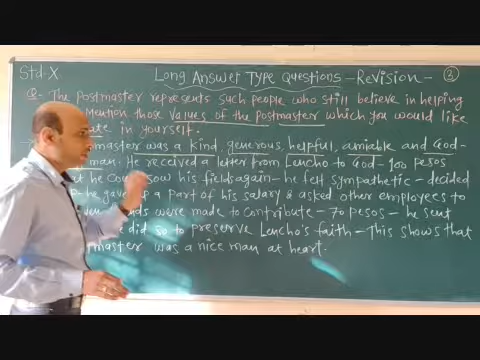 Std-X Long Answer Type Questions - Revision - 2
Q- The postmaster represents such people who still believe in helping
Mention those values of the postmaster which you would like
ate in yourself.
master was a kind, generous, helpful, amiable and God-
man. He received a letter from Lencho to God - 100 pesos
he sow his fields again - he felt sympathetic - decided
he gave up a part of his salary & asked other employees to
were made to contribute - 70 pesos - he sent
did so to preserve Lencho's faith - This shows that
master was a nice man at heart.